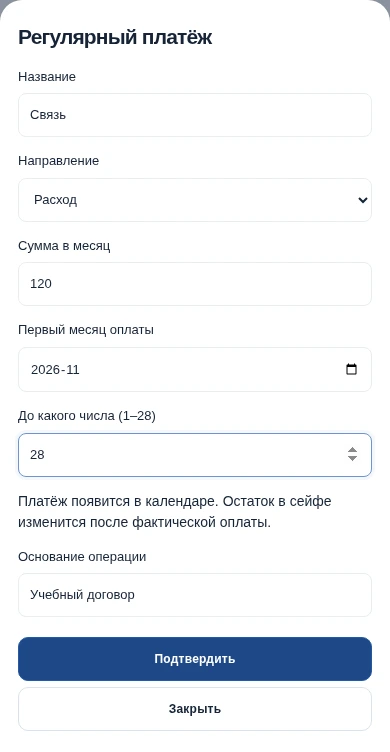 Регулярный платёж
Название
Связь
Направление
Расход
Сумма в месяц
120
Первый месяц оплаты
2026-11
До какого числа (1–28)
28
Платёж появится в календаре. Остаток в сейфе
изменится после фактической оплаты.
Основание операции
Учебный договор
Подтвердить
Закрыть